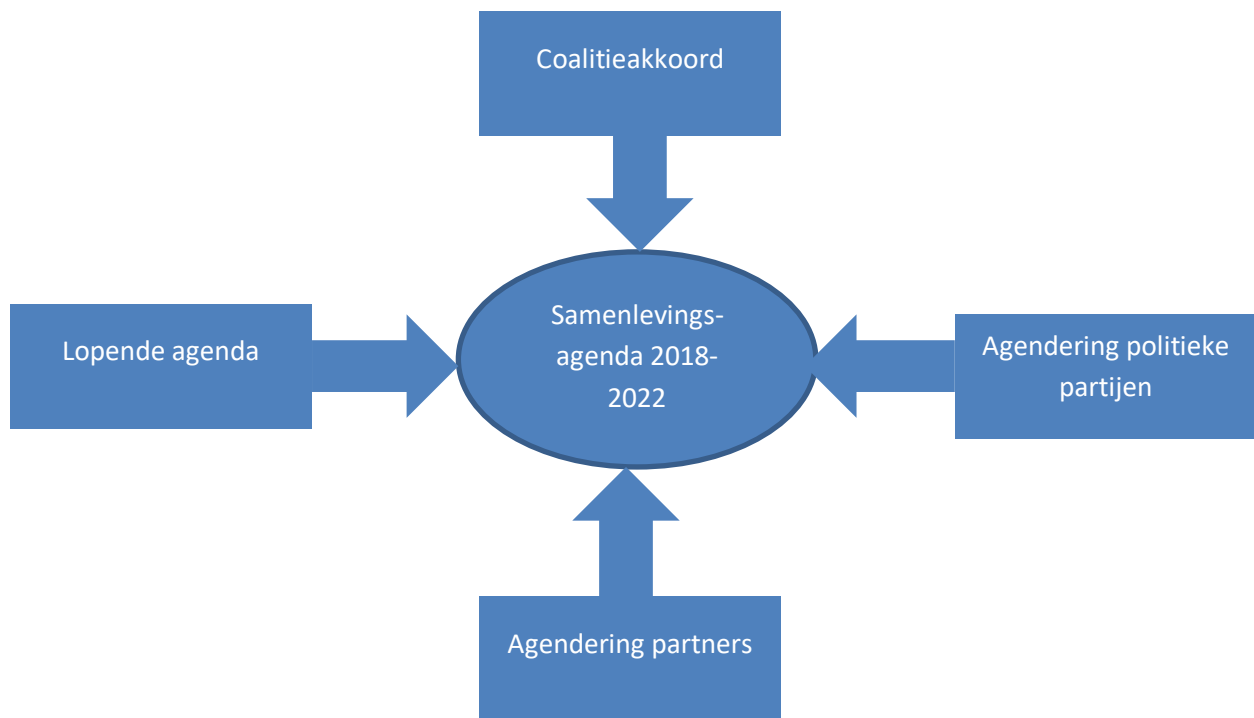 Coalitieakkoord
Samenlevings-
agenda 2018-
2022
Lopende agenda
Agendering politieke
partijen
Agendering partners